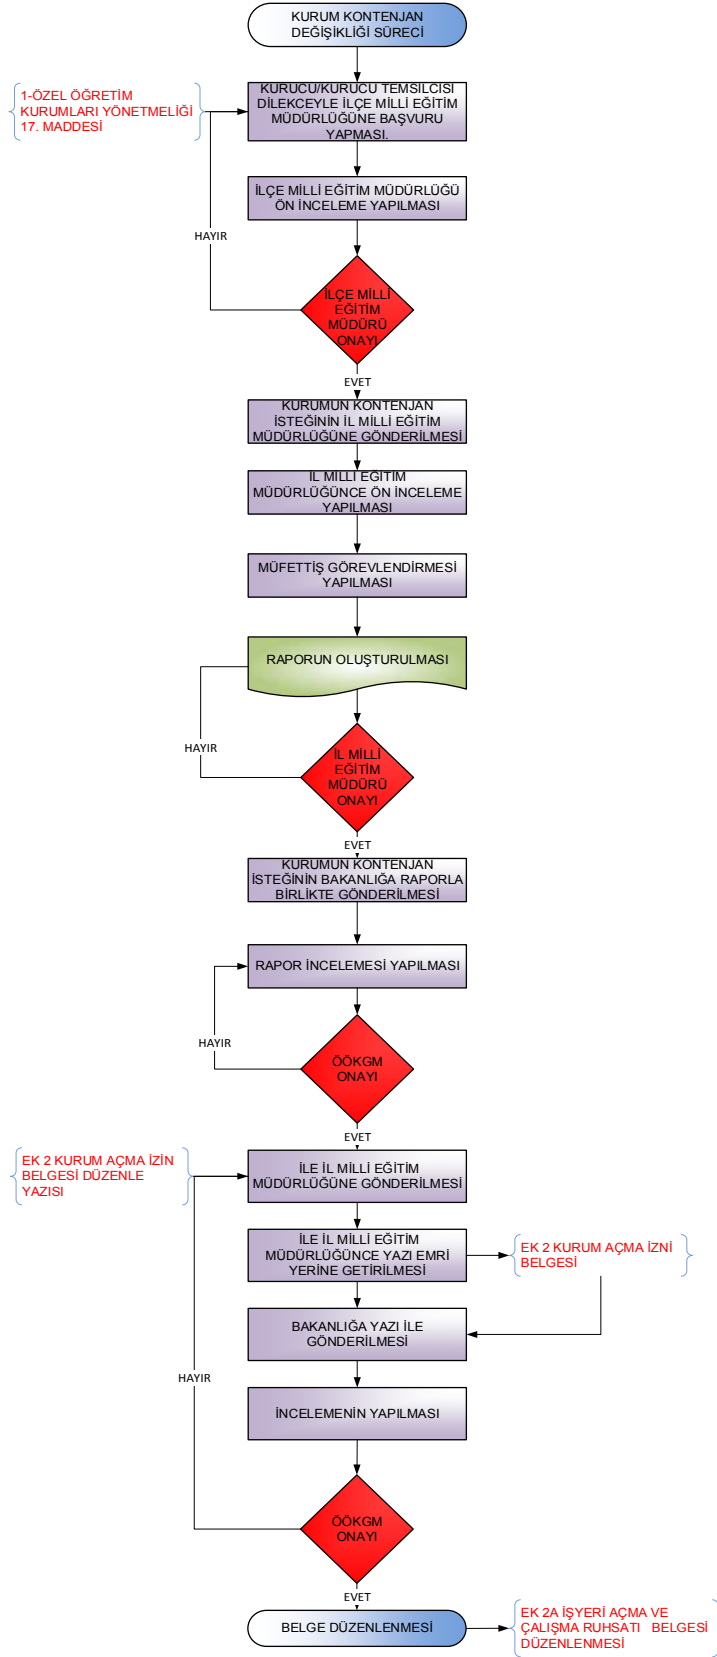 KURUM KONTENJAN
DEĞİŞİKLİĞİ SÜRECİ
1-ÖZEL ÖĞRETİM
KURUMLARI YÖNETMELİĞİ
17. MADDESİ
KURUCU/KURUCU TEMSİLCİSİ
DİLEKCEYLE İLÇE MİLLİ EĞİTİM
MÜDÜRLÜĞÜNE BAŞVURU
YAPMASI.
İLÇE MİLLİ EĞİTİM MÜDÜRLÜĞÜ
ÖN İNCELEME YAPILMASI
HAYIR
İLÇE MİLLİ
EĞİTİM
MÜDÜRÜ
ONAYI
EVET
KURUMUN KONTENJAN
İSTEĞİNİN İL MİLLİ EĞİTİM
MÜDÜRLÜĞÜNE GÖNDERİLMESİ
İL MİLLİ EĞİTİM
MÜDÜRLÜĞÜNCE ÖN İNCELEME
YAPILMASI
MÜFETTİŞ GÖREVLENDİRMESİ
YAPILMASI
RAPORUN OLUŞTURULMASI
HAYIR
İL MİLLİ
EĞİTİM
MÜDÜRÜ
ONAYI
EVET
KURUMUN KONTENJAN
İSTEĞİNİN BAKANLIĞA RAPORLA
BİRLİKTE GÖNDERİLMESİ
RAPOR İNCELEMESİ YAPILMASI
HAYIR
ÖÖKGM
ONAYI
EVET
EK 2 KURUM AÇMA İZİN
BELGESİ DÜZENLE
YAZISI
İLE İL MİLLİ EĞİTİM
MÜDÜRLÜĞÜNE GÖNDERİLMESİ
İLE İL MİLLİ EĞİTİM
MÜDÜRLÜĞÜNCE YAZI EMRİ
YERİNE GETİRİLMESİ
EK 2 KURUM AÇMA İZNİ
BELGESİ
BAKANLIĞA YAZI İLE
GÖNDERİLMESİ
HAYIR
İNCELEMENİN YAPILMASI
ÖÖKGM
ONAYI
EVET
BELGE DÜZENLENMESİ
EK 2A İŞYERİ AÇMA VE
ÇALIŞMA RUHSATI BELGESİ
DÜZENLENMESİ